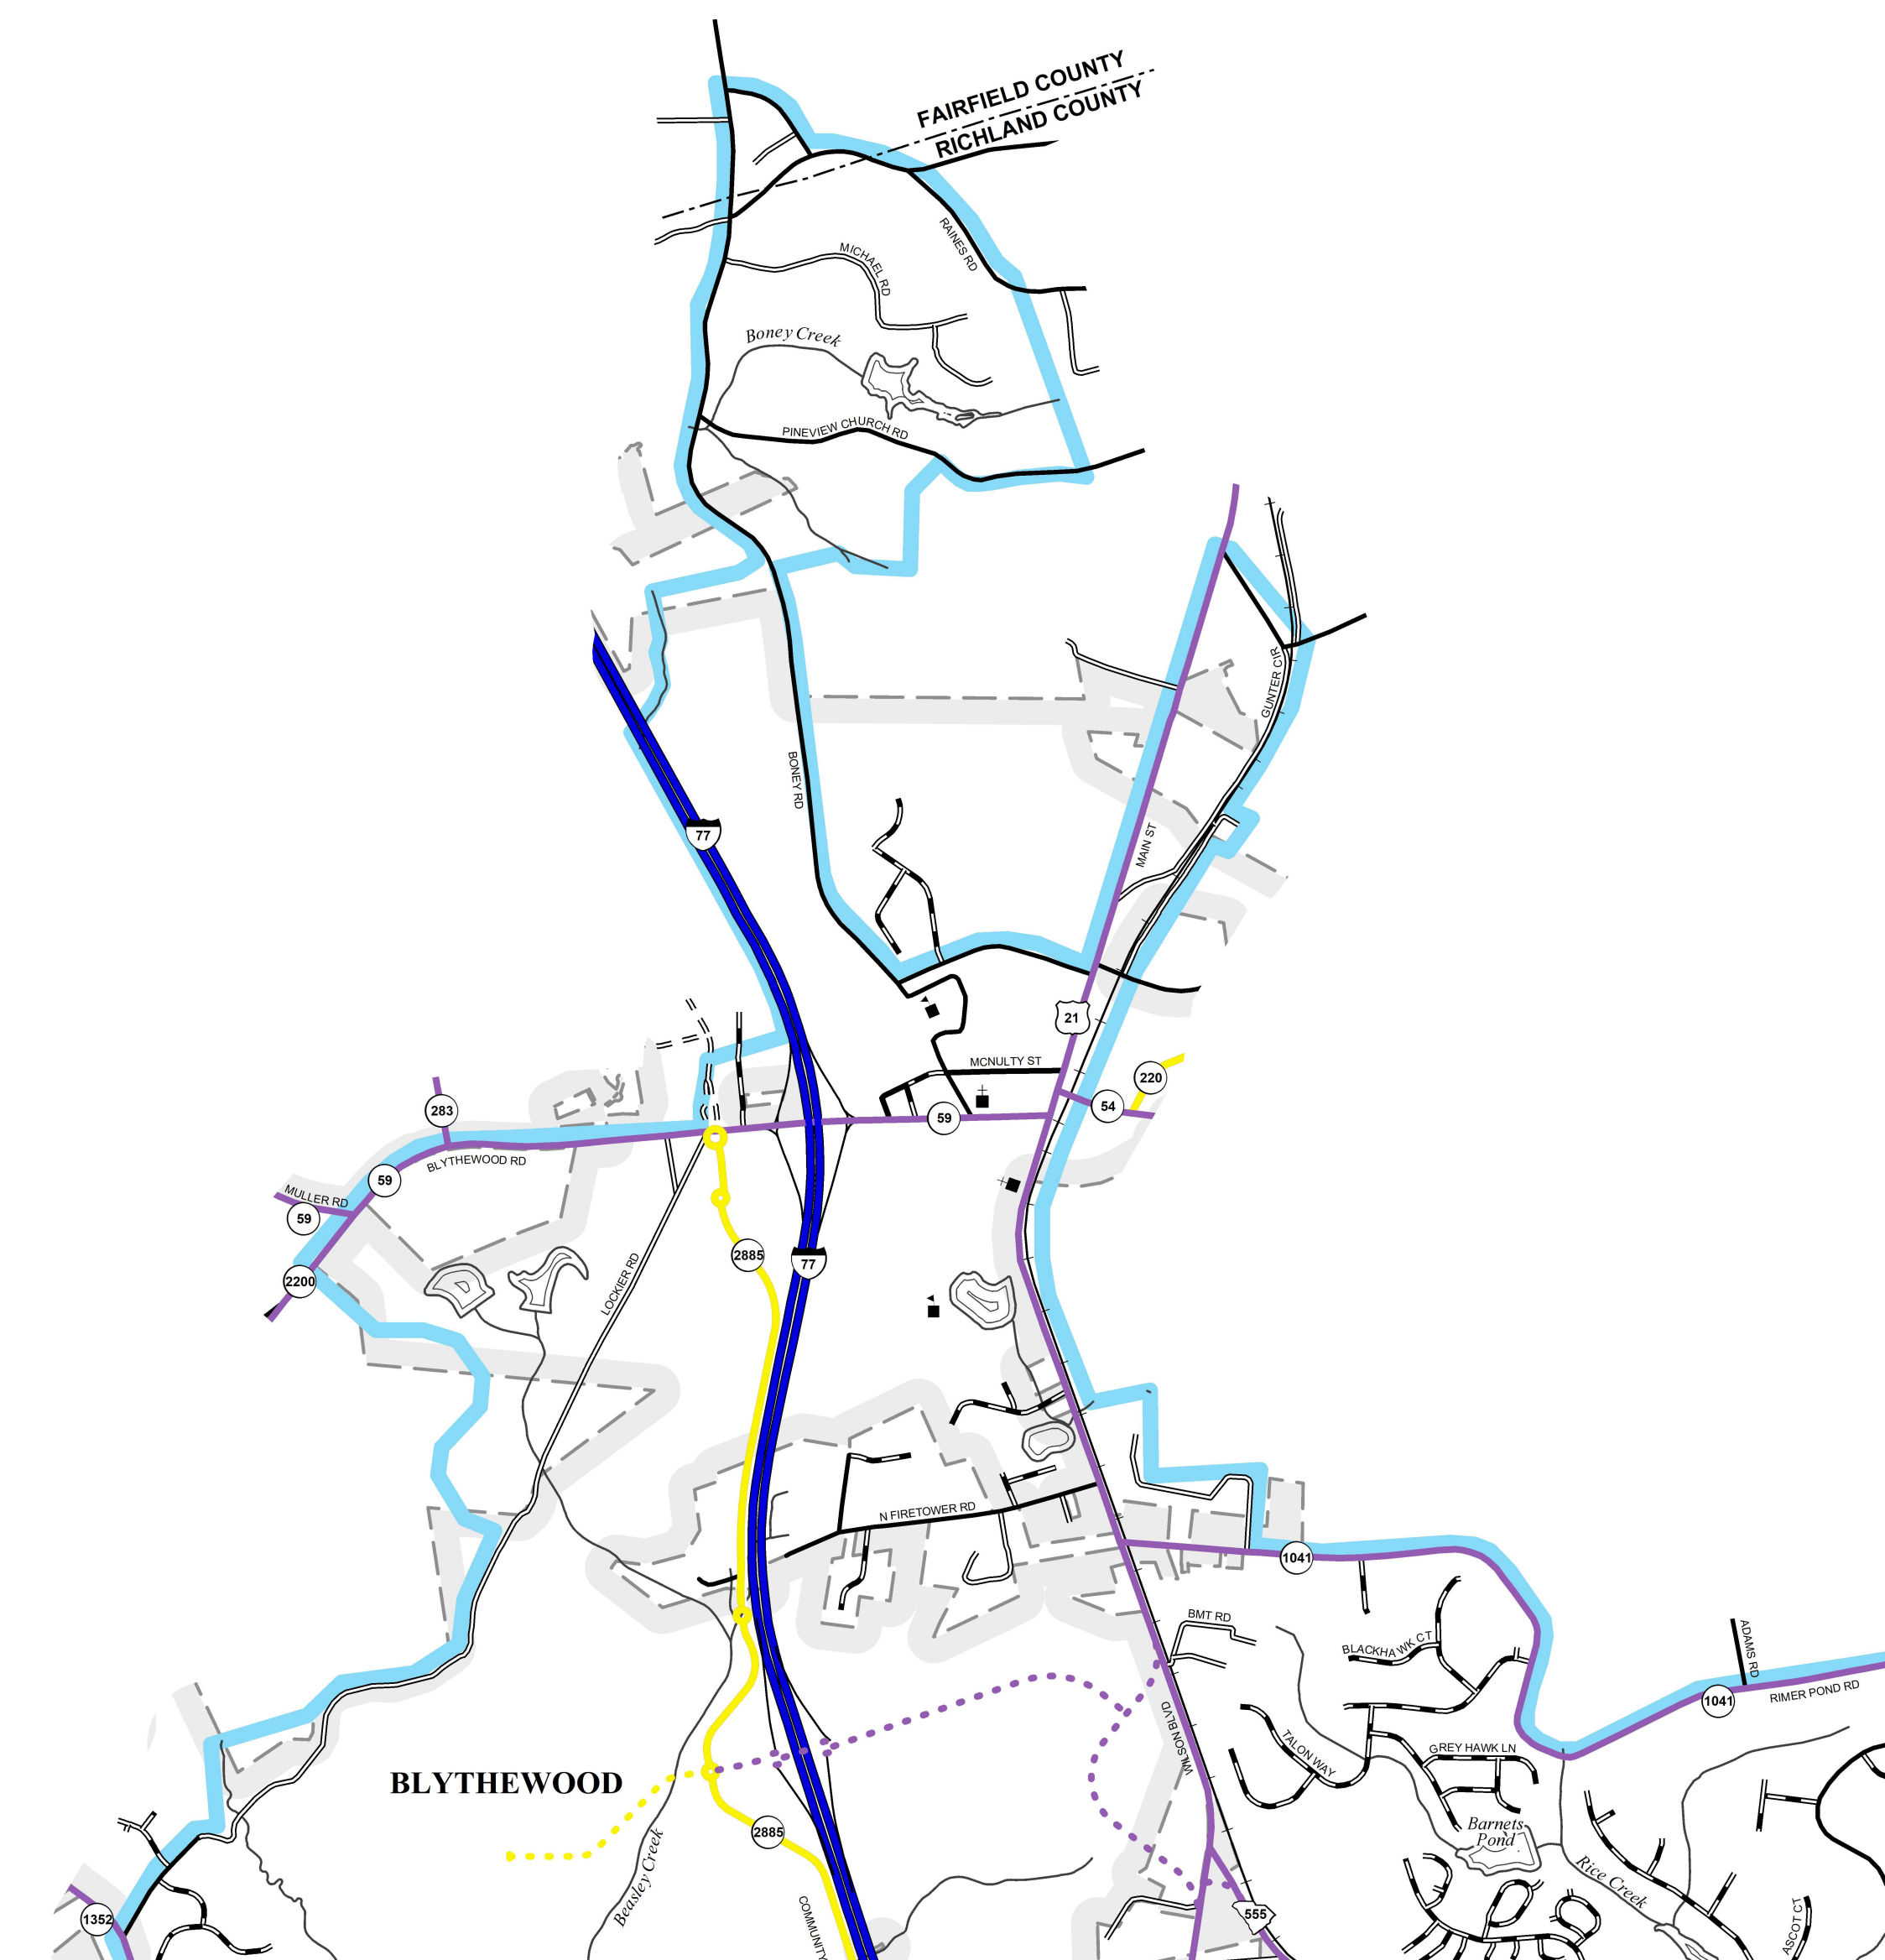 FAIRFIELD COUNTY
RICHLAND COUNTY
RAINES RD
MICHAEL RD
Boney Creek
PINEVIEW CHURCH RD
GUNTER CIR
77
BONEY RD
MAIN ST
21
MCNULTY ST
220
54
59
283
BLYTHEWOOD RD
59
MULLER RD
59
2200
2885
77
LOCKIER RD
N FIRETOWER RD
1041
BMT RD
BLACKHAWK CT
ADAMS RD
1041
RIMER POND RD
WILSON BLVD
TALON WAY
GREY HAWK LN
BLYTHEWOOD
2885
Barnets
Pond
Rice Creek
Beasley Creek
COMMUNITY
1352
555
ASCOT CT